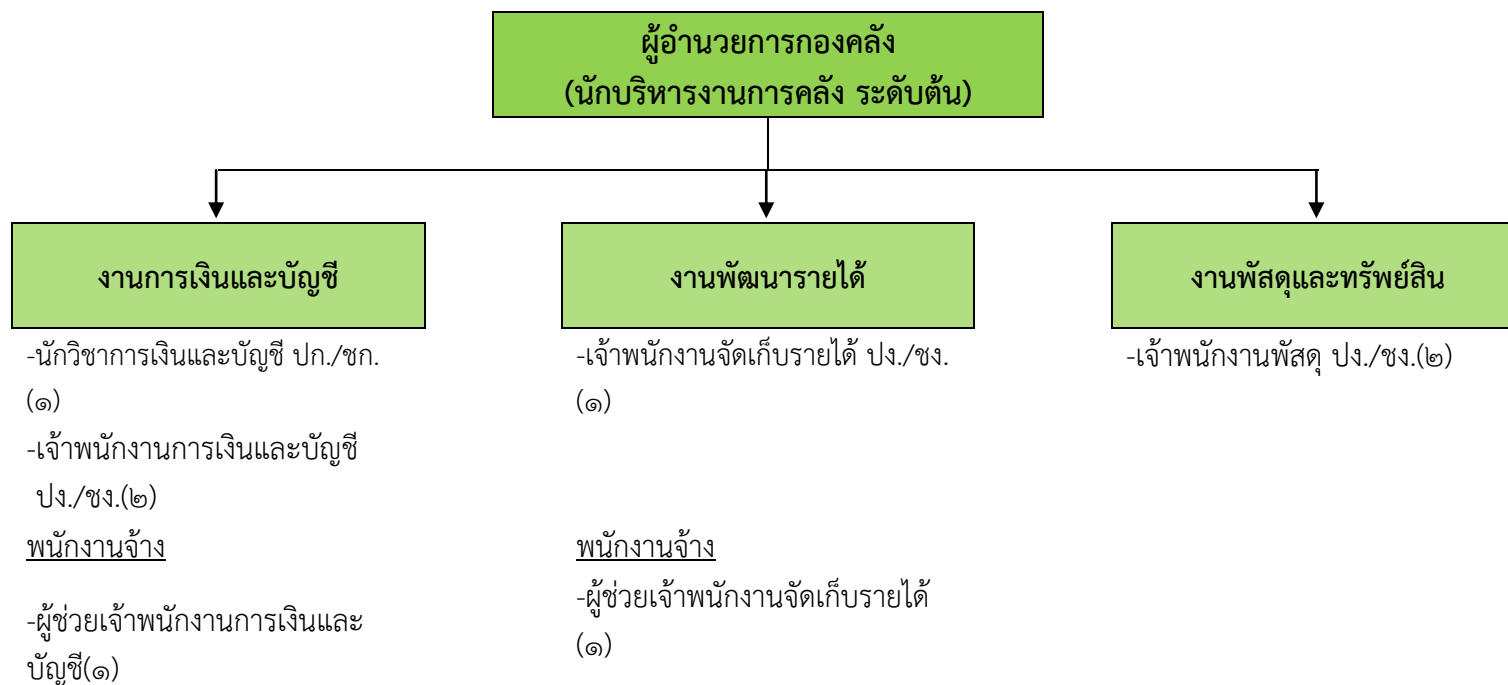 ผู้อำนวยการกองคลัง
(นักบริหารงานการคลัง ระดับต้น)
งานการเงินและบัญชี
-นักวิชาการเงินและบัญชี ปก./ชก.
(๑)
-เจ้าพนักงานการเงินและบัญชี
ปง./ชง.(๒)
พนักงานจ้าง
-ผู้ช่วยเจ้าพนักงานการเงินและ
บัญชี(๑)
งานพัฒนารายได้
-เจ้าพนักงานจัดเก็บรายได้ ปง./ชง.
(๑)
พนักงานจ้าง
-ผู้ช่วยเจ้าพนักงานจัดเก็บรายได้
(๑)
งานพัสดุและทรัพย์สิน
-เจ้าพนักงานพัสดุ ปง./ชง.(๒)